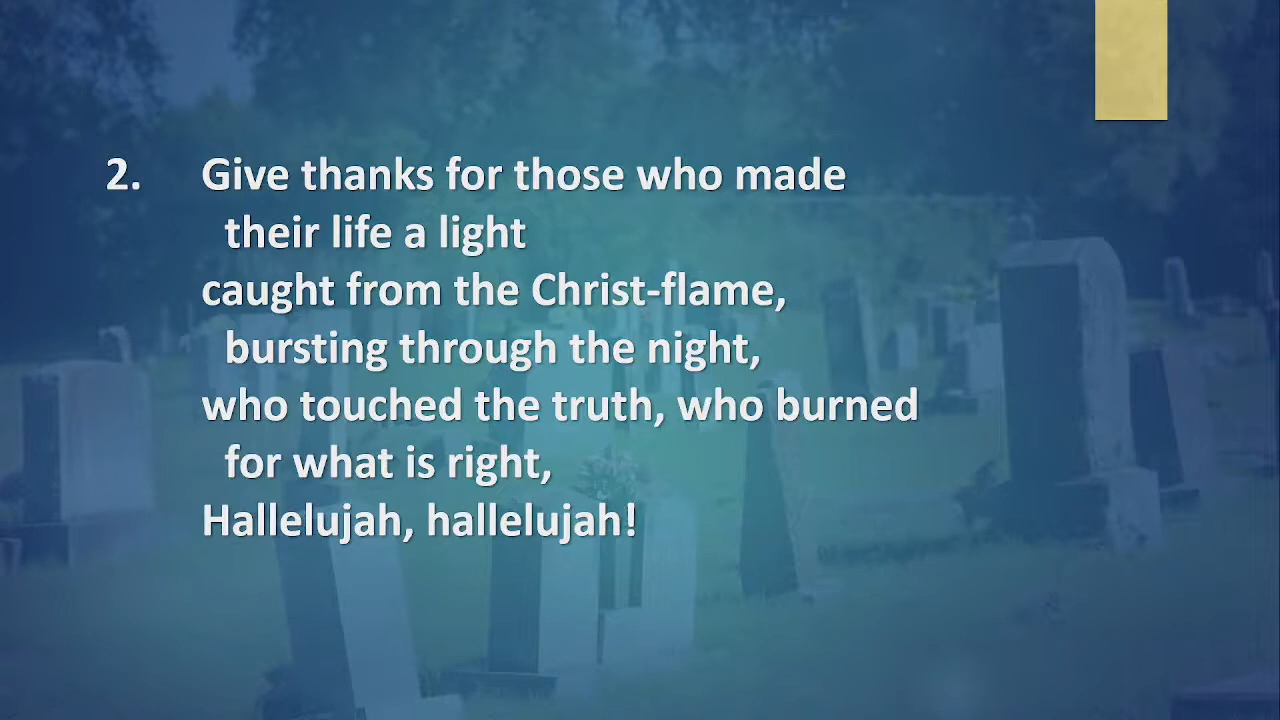 2. Give thanks for those who made
their life a light
caught from the Christ-flame,
bursting through the night,
who touched the truth, who burned
for what is right,
Hallelujah, hallelujah!